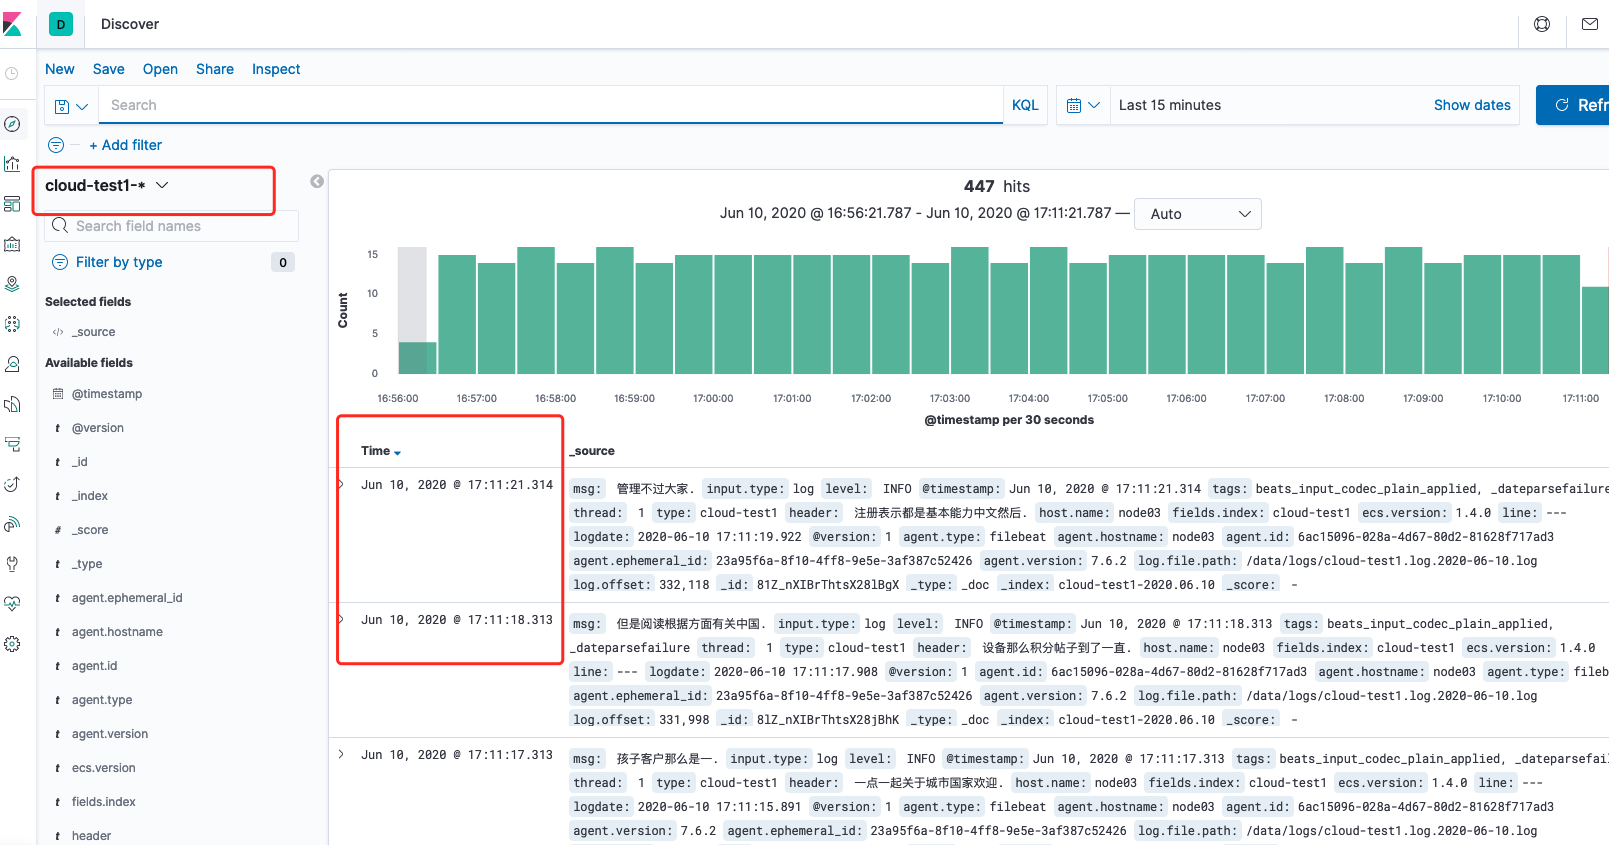 D Discover
New Save Open Share Inspect
Search KQL Last 15 minutes Show dates Refr
+ Add filter
cloud-test1-*
Search field names
Filter by type 0
Selected fields
</> _source
Available fields
@timestamp
t @version
t _id
t _index
# _score
t _type
t agent.ephemeral_id
t agent.hostname
t agent.id
t agent.type
t agent.version
t ecs.version
t fields.index
t header
447 hits
Jun 10, 2020 @ 16:56:21.787 - Jun 10, 2020 @ 17:11:21.787 — Auto
Count
15
10
5
0
16:56:00 16:57:00 16:58:00 16:59:00 17:00:00 17:01:00 17:02:00 17:03:00 17:04:00 17:05:00 17:06:00 17:07:00 17:08:00 17:09:00 17:10:00 17:11:00
@timestamp per 30 seconds
Time _source
Jun 10, 2020 @ 17:11:21.314 msg: 管理不过大家. input.type: log level: INFO @timestamp: Jun 10, 2020 @ 17:11:21.314 tags: beats_input_codec_plain_applied, _dateparsefailure
thread: 1 type: cloud-test1 header: 注册表示都是基本能力中文然后. host.name: node03 fields.index: cloud-test1 ecs.version: 1.4.0 line: ---
logdate: 2020-06-10 17:11:19.922 @version: 1 agent.type: filebeat agent.hostname: node03 agent.id: 6ac15096-028a-4d67-80d2-81628f717ad3
agent.ephemeral_id: 23a95f6a-8f10-4ff8-9e5e-3af387c52426 agent.version: 7.6.2 log.file.path: /data/logs/cloud-test1.log.2020-06-10.log
log.offset: 332,118 _id: 81Z_nXIBrThtsX28lBgX _type: _doc _index: cloud-test1-2020.06.10 _score: -
Jun 10, 2020 @ 17:11:18.313 msg: 但是阅读根据方面有关中国. input.type: log level: INFO @timestamp: Jun 10, 2020 @ 17:11:18.313 tags: beats_input_codec_plain_applied,
_dateparsefailure thread: 1 type: cloud-test1 header: 设备那么积分帖子到了一直. host.name: node03 fields.index: cloud-test1 ecs.version: 1.4.0
line: --- logdate: 2020-06-10 17:11:17.908 @version: 1 agent.id: 6ac15096-028a-4d67-80d2-81628f717ad3 agent.hostname: node03 agent.type: fileb
agent.ephemeral_id: 23a95f6a-8f10-4ff8-9e5e-3af387c52426 agent.version: 7.6.2 log.file.path: /data/logs/cloud-test1.log.2020-06-10.log
log.offset: 331,998 _id: 8lZ_nXIBrThtsX28jBhK _type: _doc _index: cloud-test1-2020.06.10 _score: -
Jun 10, 2020 @ 17:11:17.313 msg: 孩子客户那么是一. input.type: log level: INFO @timestamp: Jun 10, 2020 @ 17:11:17.313 tags: beats_input_codec_plain_applied, _dateparsefail
thread: 1 type: cloud-test1 header: 一点一起关于城市国家欢迎. host.name: node03 fields.index: cloud-test1 ecs.version: 1.4.0 line: ---
logdate: 2020-06-10 17:11:15.891 @version: 1 agent.type: filebeat agent.hostname: node03 agent.id: 6ac15096-028a-4d67-80d2-81628f717ad3
agent.version: 7.6.2 agent.ephemeral_id: 23a95f6a-8f10-4ff8-9e5e-3af387c52426 log.file.path: /data/logs/cloud-test1.log.2020-06-10.log